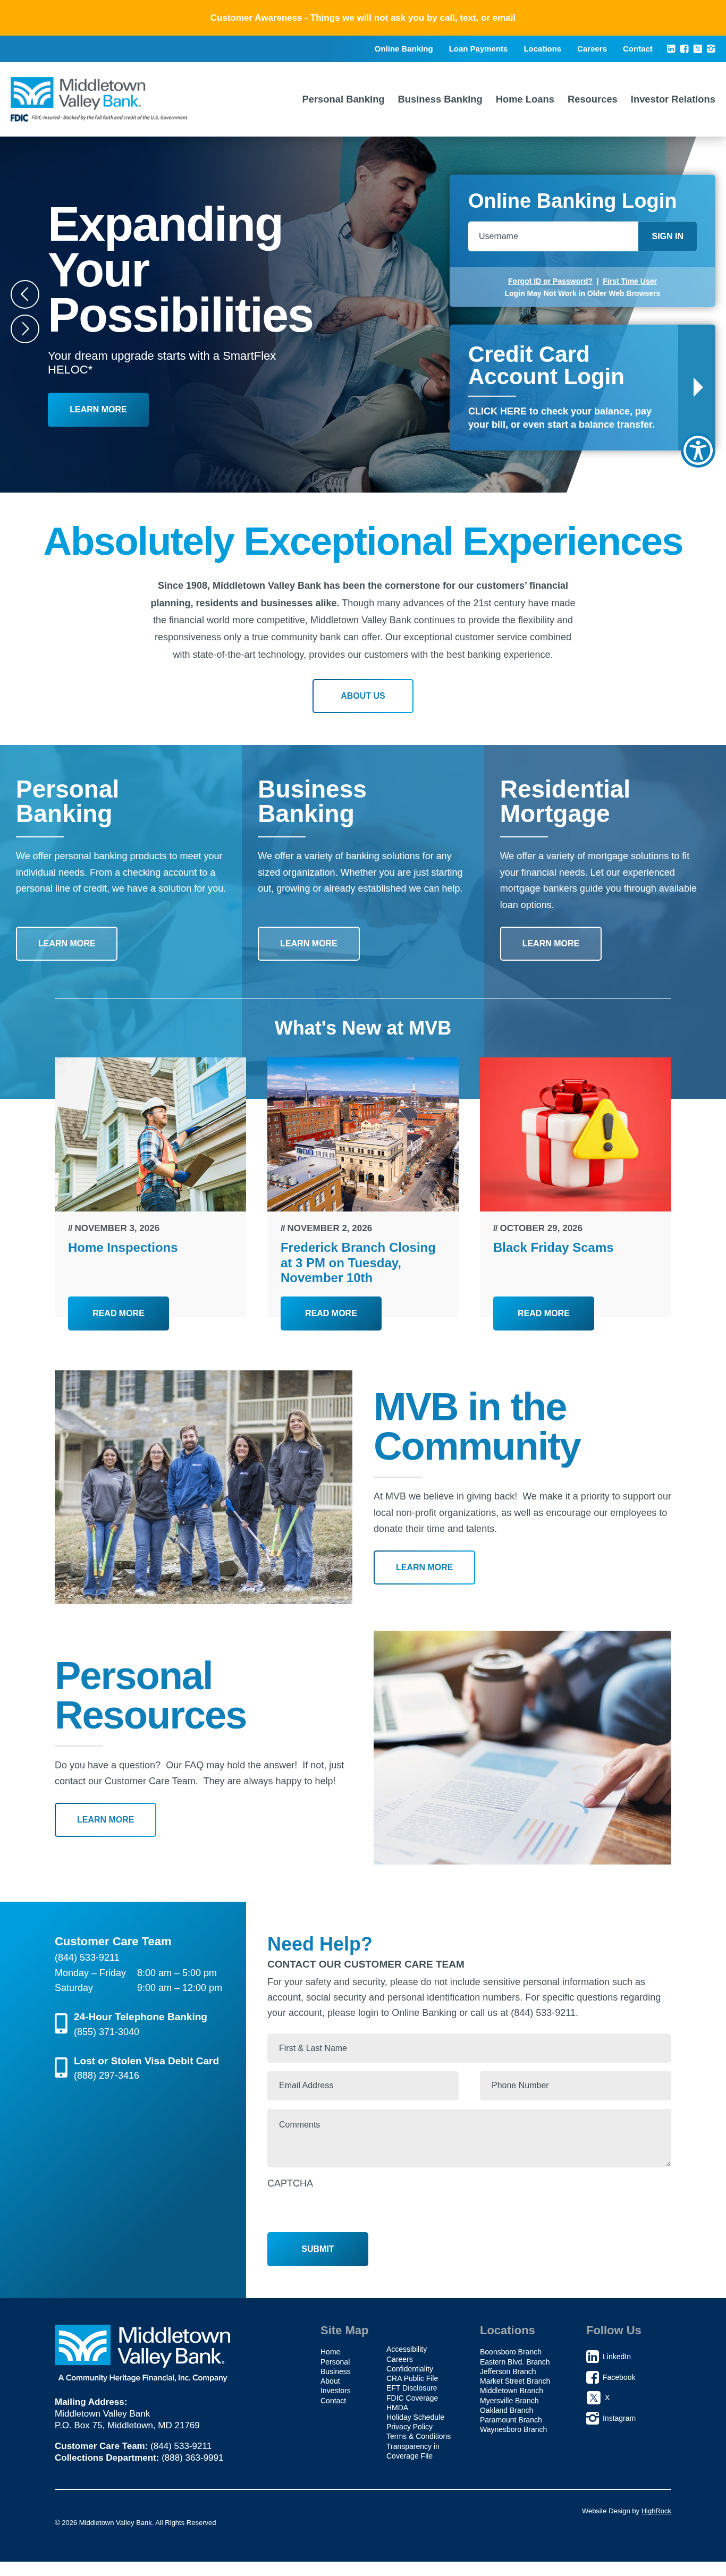 Customer Awareness - Things we will not ask you by call, text, or email
Online Banking Loan Payments Locations Careers Contact
Middletown
Valley Bank.
FDIC FDIC-Insured - Backed by the full faith and credit of the U.S. Government
Personal Banking Business Banking Home Loans Resources Investor Relations
Expanding
Your
Possibilities
Your dream upgrade starts with a SmartFlex
HELOC*
LEARN MORE
Online Banking Login
Username
SIGN IN
Forgot ID or Password? | First Time User
Login May Not Work in Older Web Browsers
Credit Card
Account Login
CLICK HERE to check your balance, pay
your bill, or even start a balance transfer.
Absolutely Exceptional Experiences
Since 1908, Middletown Valley Bank has been the cornerstone for our customers’ financial
planning, residents and businesses alike. Though many advances of the 21st century have made
the financial world more competitive, Middletown Valley Bank continues to provide the flexibility and
responsiveness only a true community bank can offer. Our exceptional customer service combined
with state-of-the-art technology, provides our customers with the best banking experience.
ABOUT US
Personal
Banking
We offer personal banking products to meet your
individual needs. From a checking account to a
personal line of credit, we have a solution for you.
LEARN MORE
Business
Banking
We offer a variety of banking solutions for any
sized organization. Whether you are just starting
out, growing or already established we can help.
LEARN MORE
Residential
Mortgage
We offer a variety of mortgage solutions to fit
your financial needs. Let our experienced
mortgage bankers guide you through available
loan options.
LEARN MORE
What's New at MVB
// NOVEMBER 3, 2026
Home Inspections
READ MORE
// NOVEMBER 2, 2026
Frederick Branch Closing
at 3 PM on Tuesday,
November 10th
READ MORE
// OCTOBER 29, 2026
Black Friday Scams
READ MORE
MVB in the
Community
At MVB we believe in giving back!  We make it a priority to support our
local non-profit organizations, as well as encourage our employees to
donate their time and talents.
LEARN MORE
Personal
Resources
Do you have a question?  Our FAQ may hold the answer!  If not, just
contact our Customer Care Team.  They are always happy to help!
LEARN MORE
Customer Care Team
(844) 533-9211
Monday – Friday 8:00 am – 5:00 pm
Saturday 9:00 am – 12:00 pm
24-Hour Telephone Banking
(855) 371-3040
Lost or Stolen Visa Debit Card
(888) 297-3416
Need Help?
CONTACT OUR CUSTOMER CARE TEAM
For your safety and security, please do not include sensitive personal information such as
account, social security and personal identification numbers. For specific questions regarding
your account, please login to Online Banking or call us at (844) 533-9211.
First & Last Name
Email Address
Phone Number
Comments
CAPTCHA
SUBMIT
Middletown
Valley Bank.
A Community Heritage Financial, Inc. Company
Mailing Address:
Middletown Valley Bank
P.O. Box 75, Middletown, MD 21769
Customer Care Team: (844) 533-9211
Collections Department: (888) 363-9991
Site Map
Home
Personal
Business
About
Investors
Contact
Accessibility
Careers
Confidentiality
CRA Public File
EFT Disclosure
FDIC Coverage
HMDA
Holiday Schedule
Privacy Policy
Terms & Conditions
Transparency in
Coverage File
Locations
Boonsboro Branch
Eastern Blvd. Branch
Jefferson Branch
Market Street Branch
Middletown Branch
Myersville Branch
Oakland Branch
Paramount Branch
Waynesboro Branch
Follow Us
LinkedIn
Facebook
X
Instagram
Website Design by HighRock
© 2026 Middletown Valley Bank. All Rights Reserved